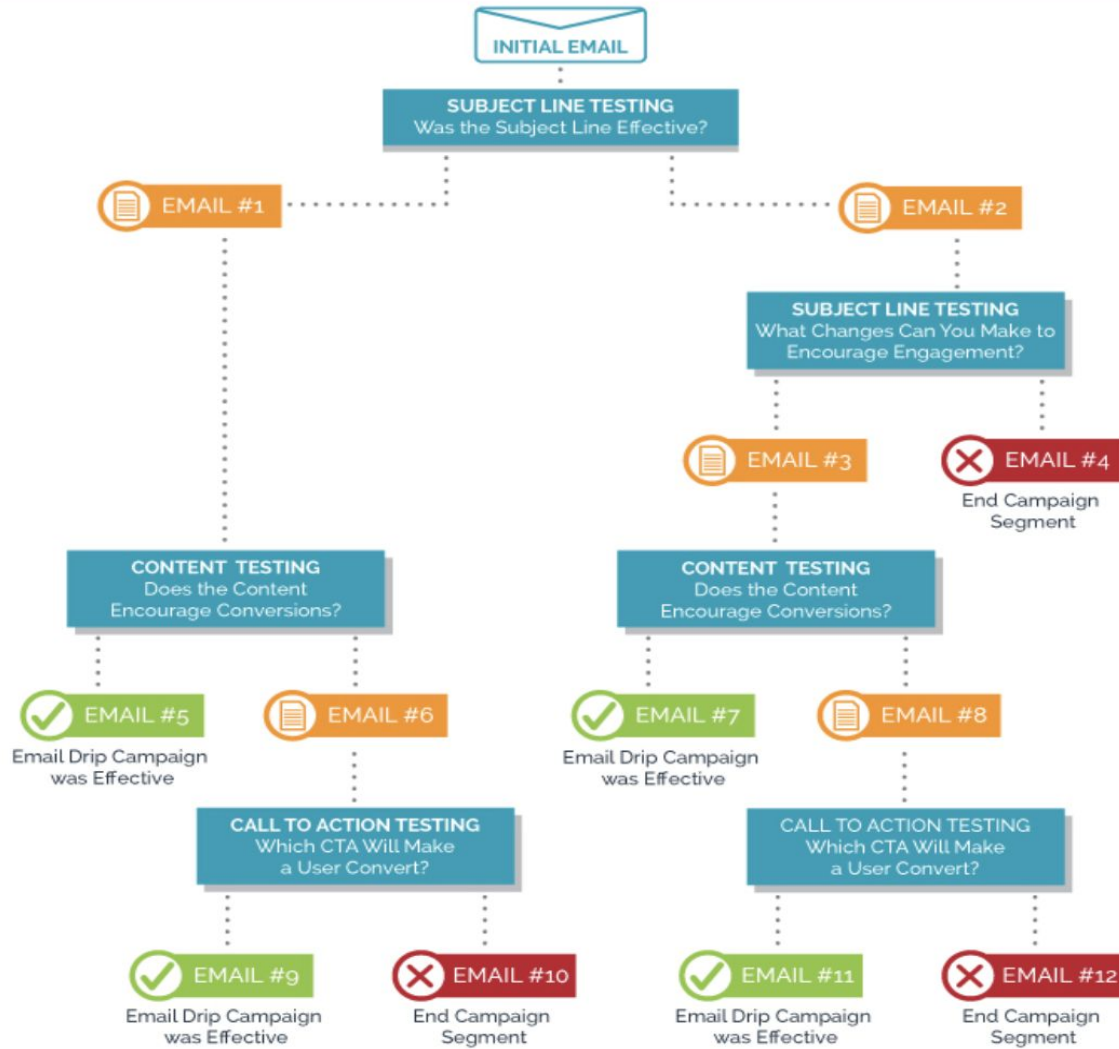 INITIAL EMAIL
SUBJECT LINE TESTING
Was the Subject Line Effective?
EMAIL #1
EMAIL #2
SUBJECT LINE TESTING
What Changes Can You Make to
Encourage Engagement?
EMAIL #3
EMAIL #4
End Campaign
Segment
CONTENT TESTING
Does the Content
Encourage Conversions?
CONTENT TESTING
Does the Content
Encourage Conversions?
EMAIL #5
Email Drip Campaign
was Effective
EMAIL #6
EMAIL #7
Email Drip Campaign
was Effective
EMAIL #8
CALL TO ACTION TESTING
Which CTA Will Make
a User Convert?
CALL TO ACTION TESTING
Which CTA Will Make
a User Convert?
EMAIL #9
Email Drip Campaign
was Effective
EMAIL #10
End Campaign
Segment
EMAIL #11
Email Drip Campaign
was Effective
EMAIL #12
End Campaign
Segment